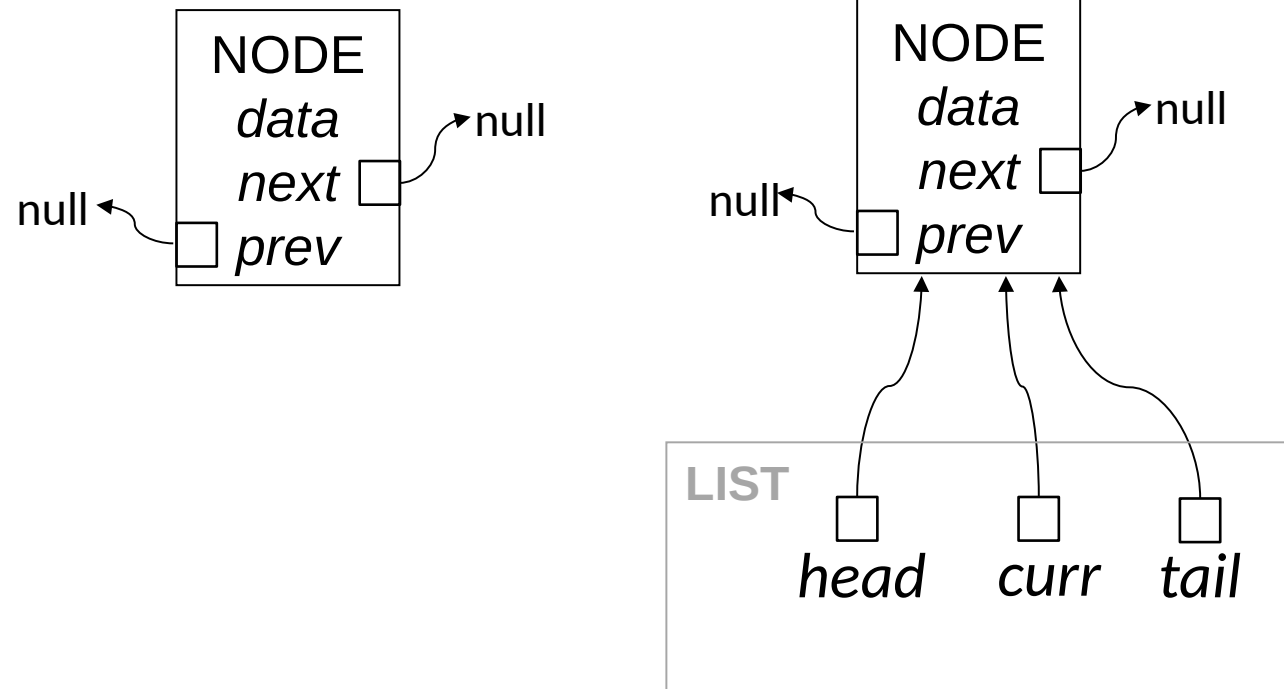 NODE
data
next
prev
null
null
NODE
data
next
prev
null
null
LIST
head
curr
tail